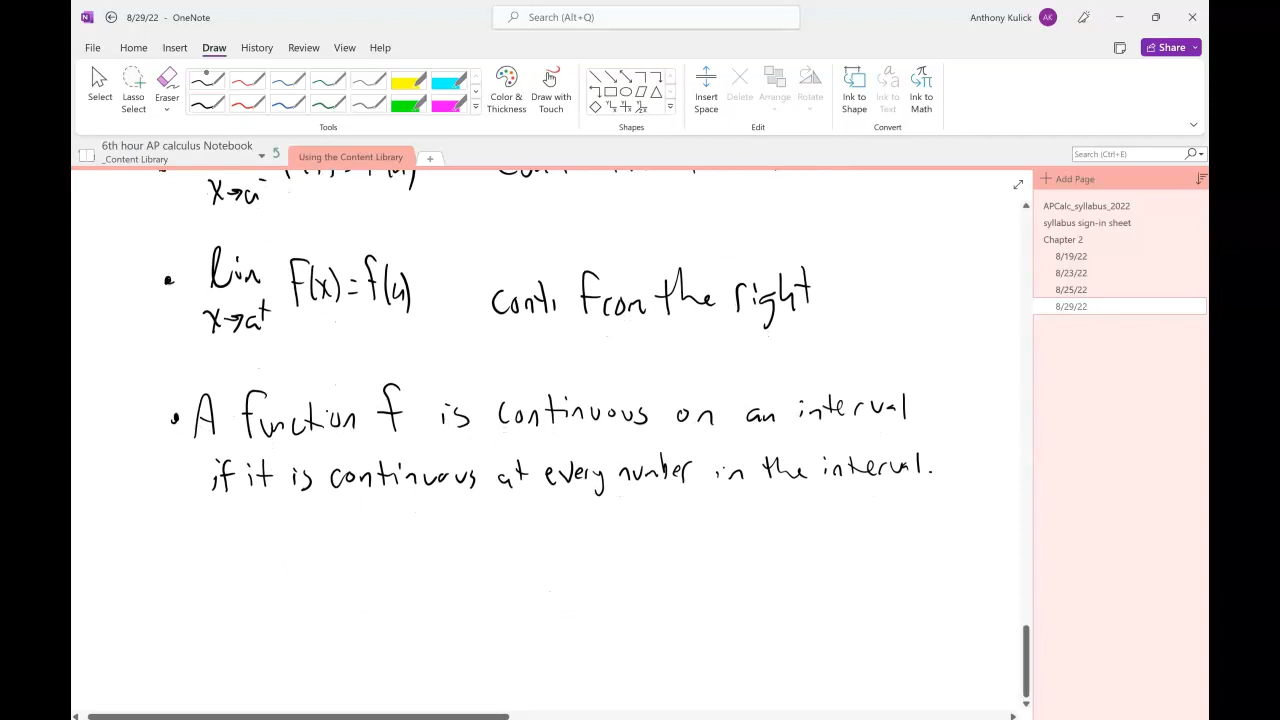 8/29/22 - OneNote
Search (Alt+Q)
Anthony Kulick
AK
File Home Insert Draw History Review View Help
Share
Select
Lasso Select
Eraser
Color & Thickness
Draw with Touch
Insert Space
Delete
Arrange
Rotate
Ink to Shape
Ink to Text
Ink to Math
Tools
Shapes
Edit
Convert
6th hour AP calculus Notebook
_Content Library
Using the Content Library
+
Search (Ctrl+E)
Add Page
APCalc_syllabus_2022
syllabus sign-in sheet
Chapter 2
8/19/22
8/23/22
8/25/22
8/29/22
x→a⁻
• lim f(x)=f(a) conti from the right
x→a⁺
• A function f is continuous on an interval
if it is continuous at every number in the interval.